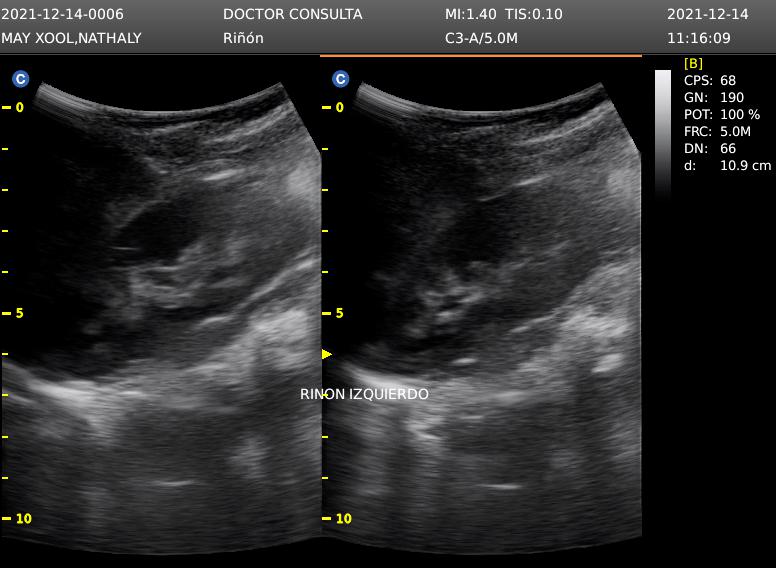 2021-12-14-0006 DOCTOR CONSULTA MI:1.40 TIS:0.10 2021-12-14
MAY XOOL,NATHALY Riñón C3-A/5.0M 11:16:09
[B]
CPS: 68
GN: 190
POT: 100 %
FRC: 5.0M
DN: 66
d: 10.9 cm
C C
0 0
5 5
RINON IZQUIERDO
10 10